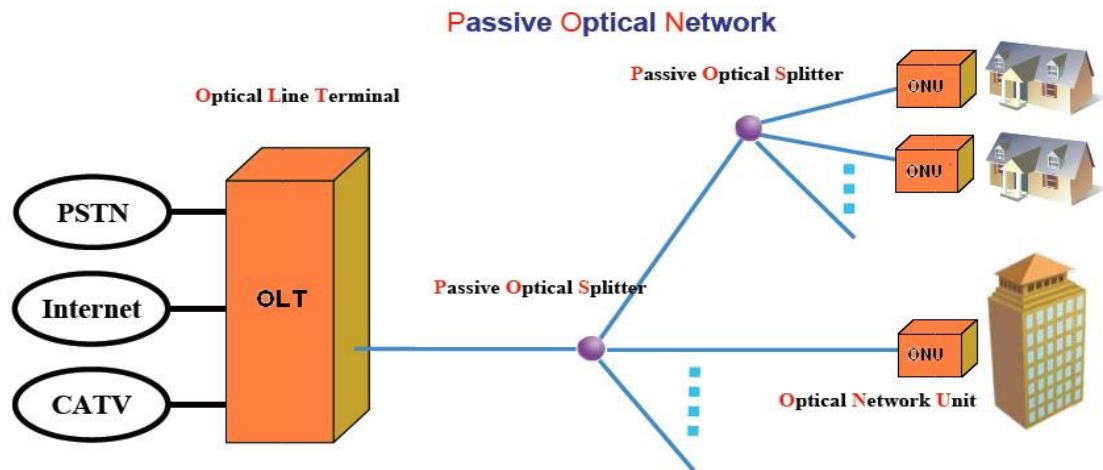 Passive Optical Network
Passive Optical Splitter
ONU
Optical Line Terminal
ONU
PSTN
Internet
OLT
Passive Optical Splitter
ONU
CATV
Optical Network Unit